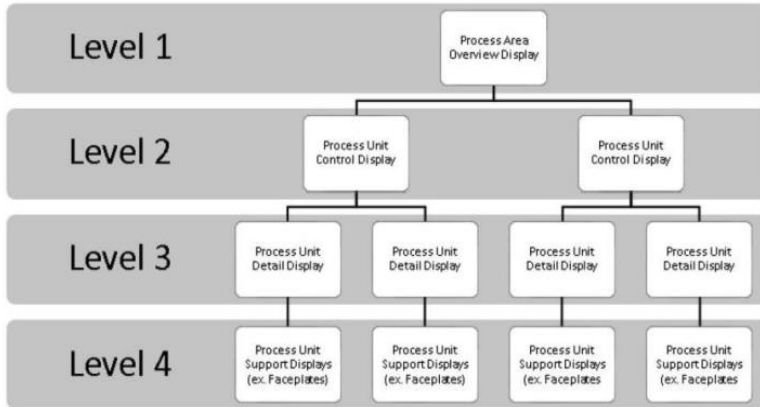 Level 1
Process Area
Overview Display
Level 2
Process Unit
Control Display
Process Unit
Control Display
Level 3
Process Unit
Detail Display
Process Unit
Detail Display
Process Unit
Detail Display
Process Unit
Detail Display
Level 4
Process Unit
Support Displays
(ex. Faceplates)
Process Unit
Support Displays
(ex. Faceplates)
Process Unit
Support Displays
(ex. Faceplates
Process Unit
Support Displays
(ex. Faceplates